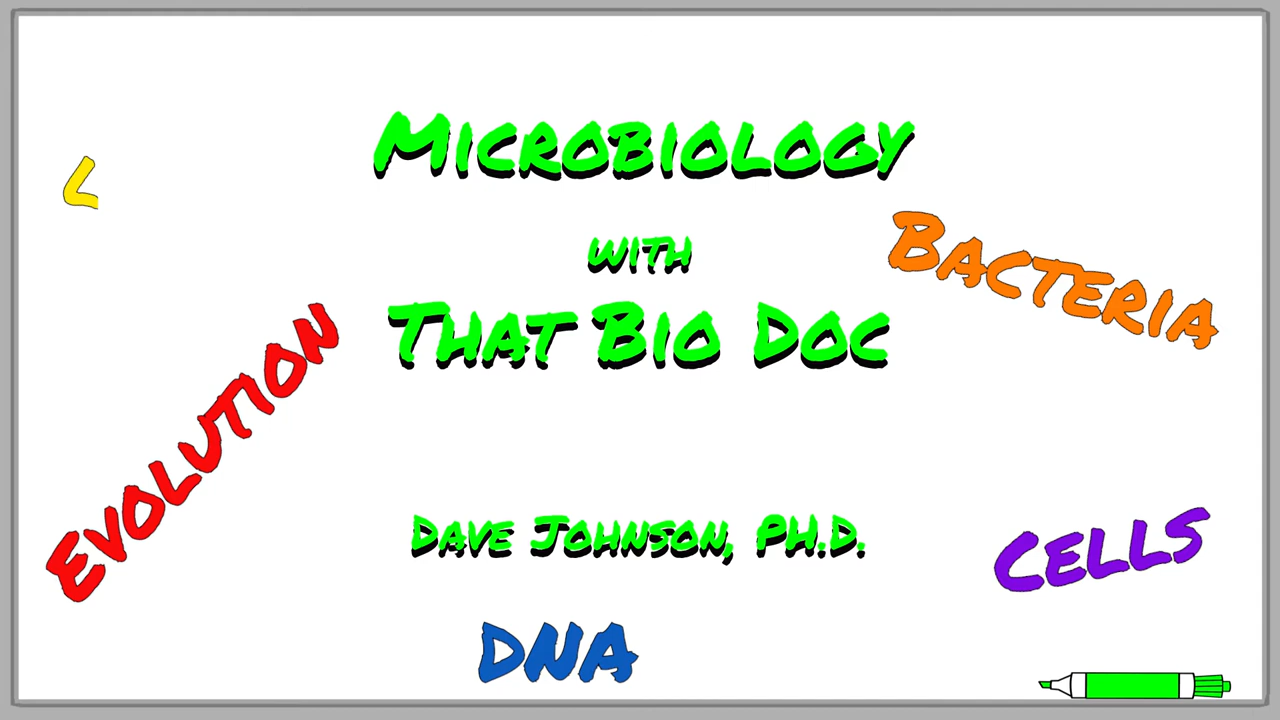 Microbiology
with
That Bio Doc
Bacteria
Evolution
Dave Johnson, PH.D.
Cells
DNA